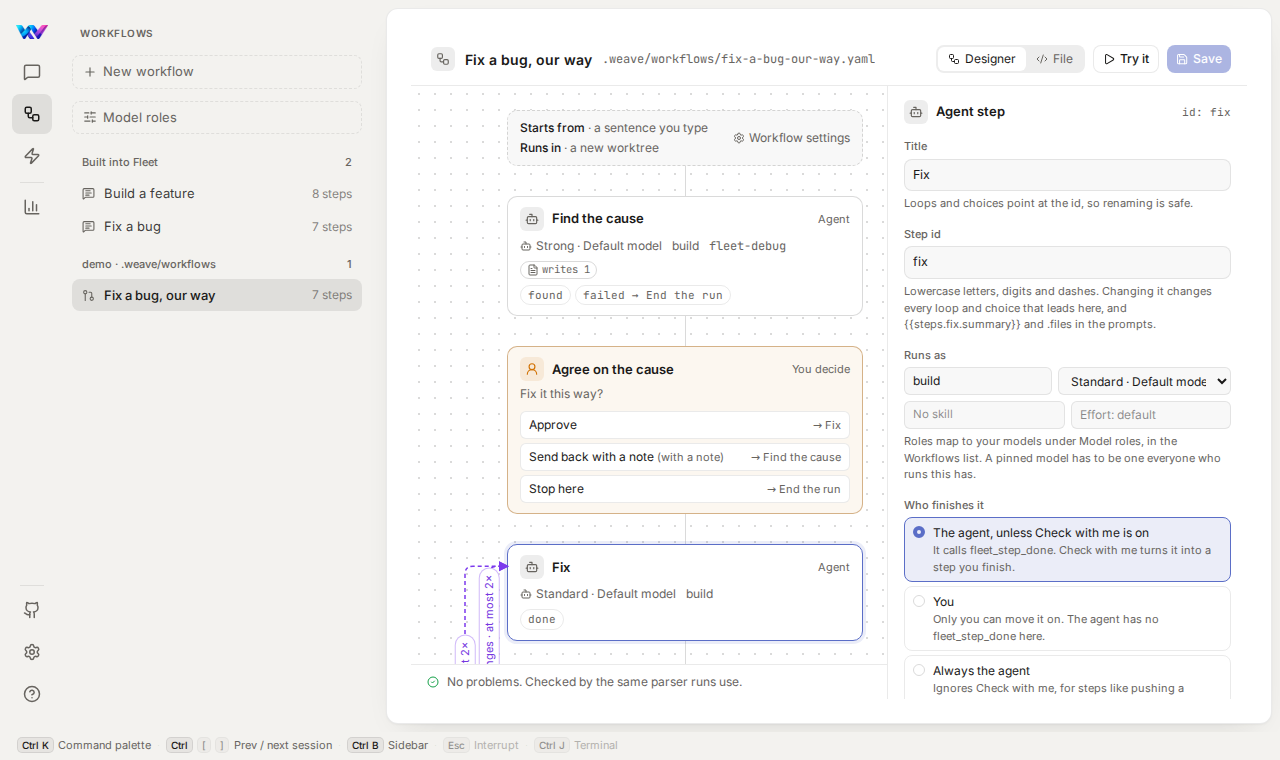 WORKFLOWS
New workflow
Model roles
Built into Fleet 2
Build a feature 8 steps
Fix a bug 7 steps
demo · .weave/workflows 1
Fix a bug, our way 7 steps
Fix a bug, our way .weave/workflows/fix-a-bug-our-way.yaml
Designer File Try it Save
Starts from · a sentence you type
Runs in · a new worktree
Workflow settings
Find the cause Agent
Strong · Default model build fleet-debug
writes 1
found failed → End the run
Agree on the cause You decide
Fix it this way?
Approve → Fix
Send back with a note (with a note) → Find the cause
Stop here → End the run
Fix Agent
Standard · Default model build
done
t 2×
nges · at most 2×
No problems. Checked by the same parser runs use.
Agent step id: fix
Title
Fix
Loops and choices point at the id, so renaming is safe.
Step id
fix
Lowercase letters, digits and dashes. Changing it changes
every loop and choice that leads here, and
{{steps.fix.summary}} and .files in the prompts.
Runs as
build Standard · Default mode
No skill Effort: default
Roles map to your models under Model roles, in the
Workflows list. A pinned model has to be one everyone who
runs this has.
Who finishes it
The agent, unless Check with me is on
It calls fleet_step_done. Check with me turns it into a
step you finish.
You
Only you can move it on. The agent has no
fleet_step_done here.
Always the agent
Ignores Check with me, for steps like pushing a
Ctrl K Command palette Ctrl [ ] Prev / next session Ctrl B Sidebar Esc Interrupt Ctrl J Terminal